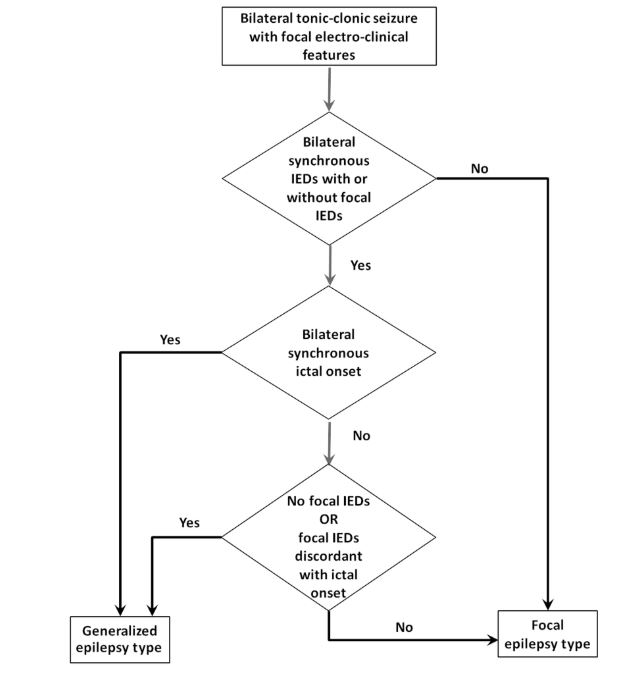 Bilateral tonic-clonic seizure
with focal electro-clinical
features
Bilateral
synchronous
IEDs with or
without focal
IEDs
No
Yes
Bilateral
synchronous
ictal onset
Yes
No
No focal IEDs
OR
focal IEDs
discordant
with ictal
onset
Yes
No
Generalized
epilepsy type
Focal
epilepsy type